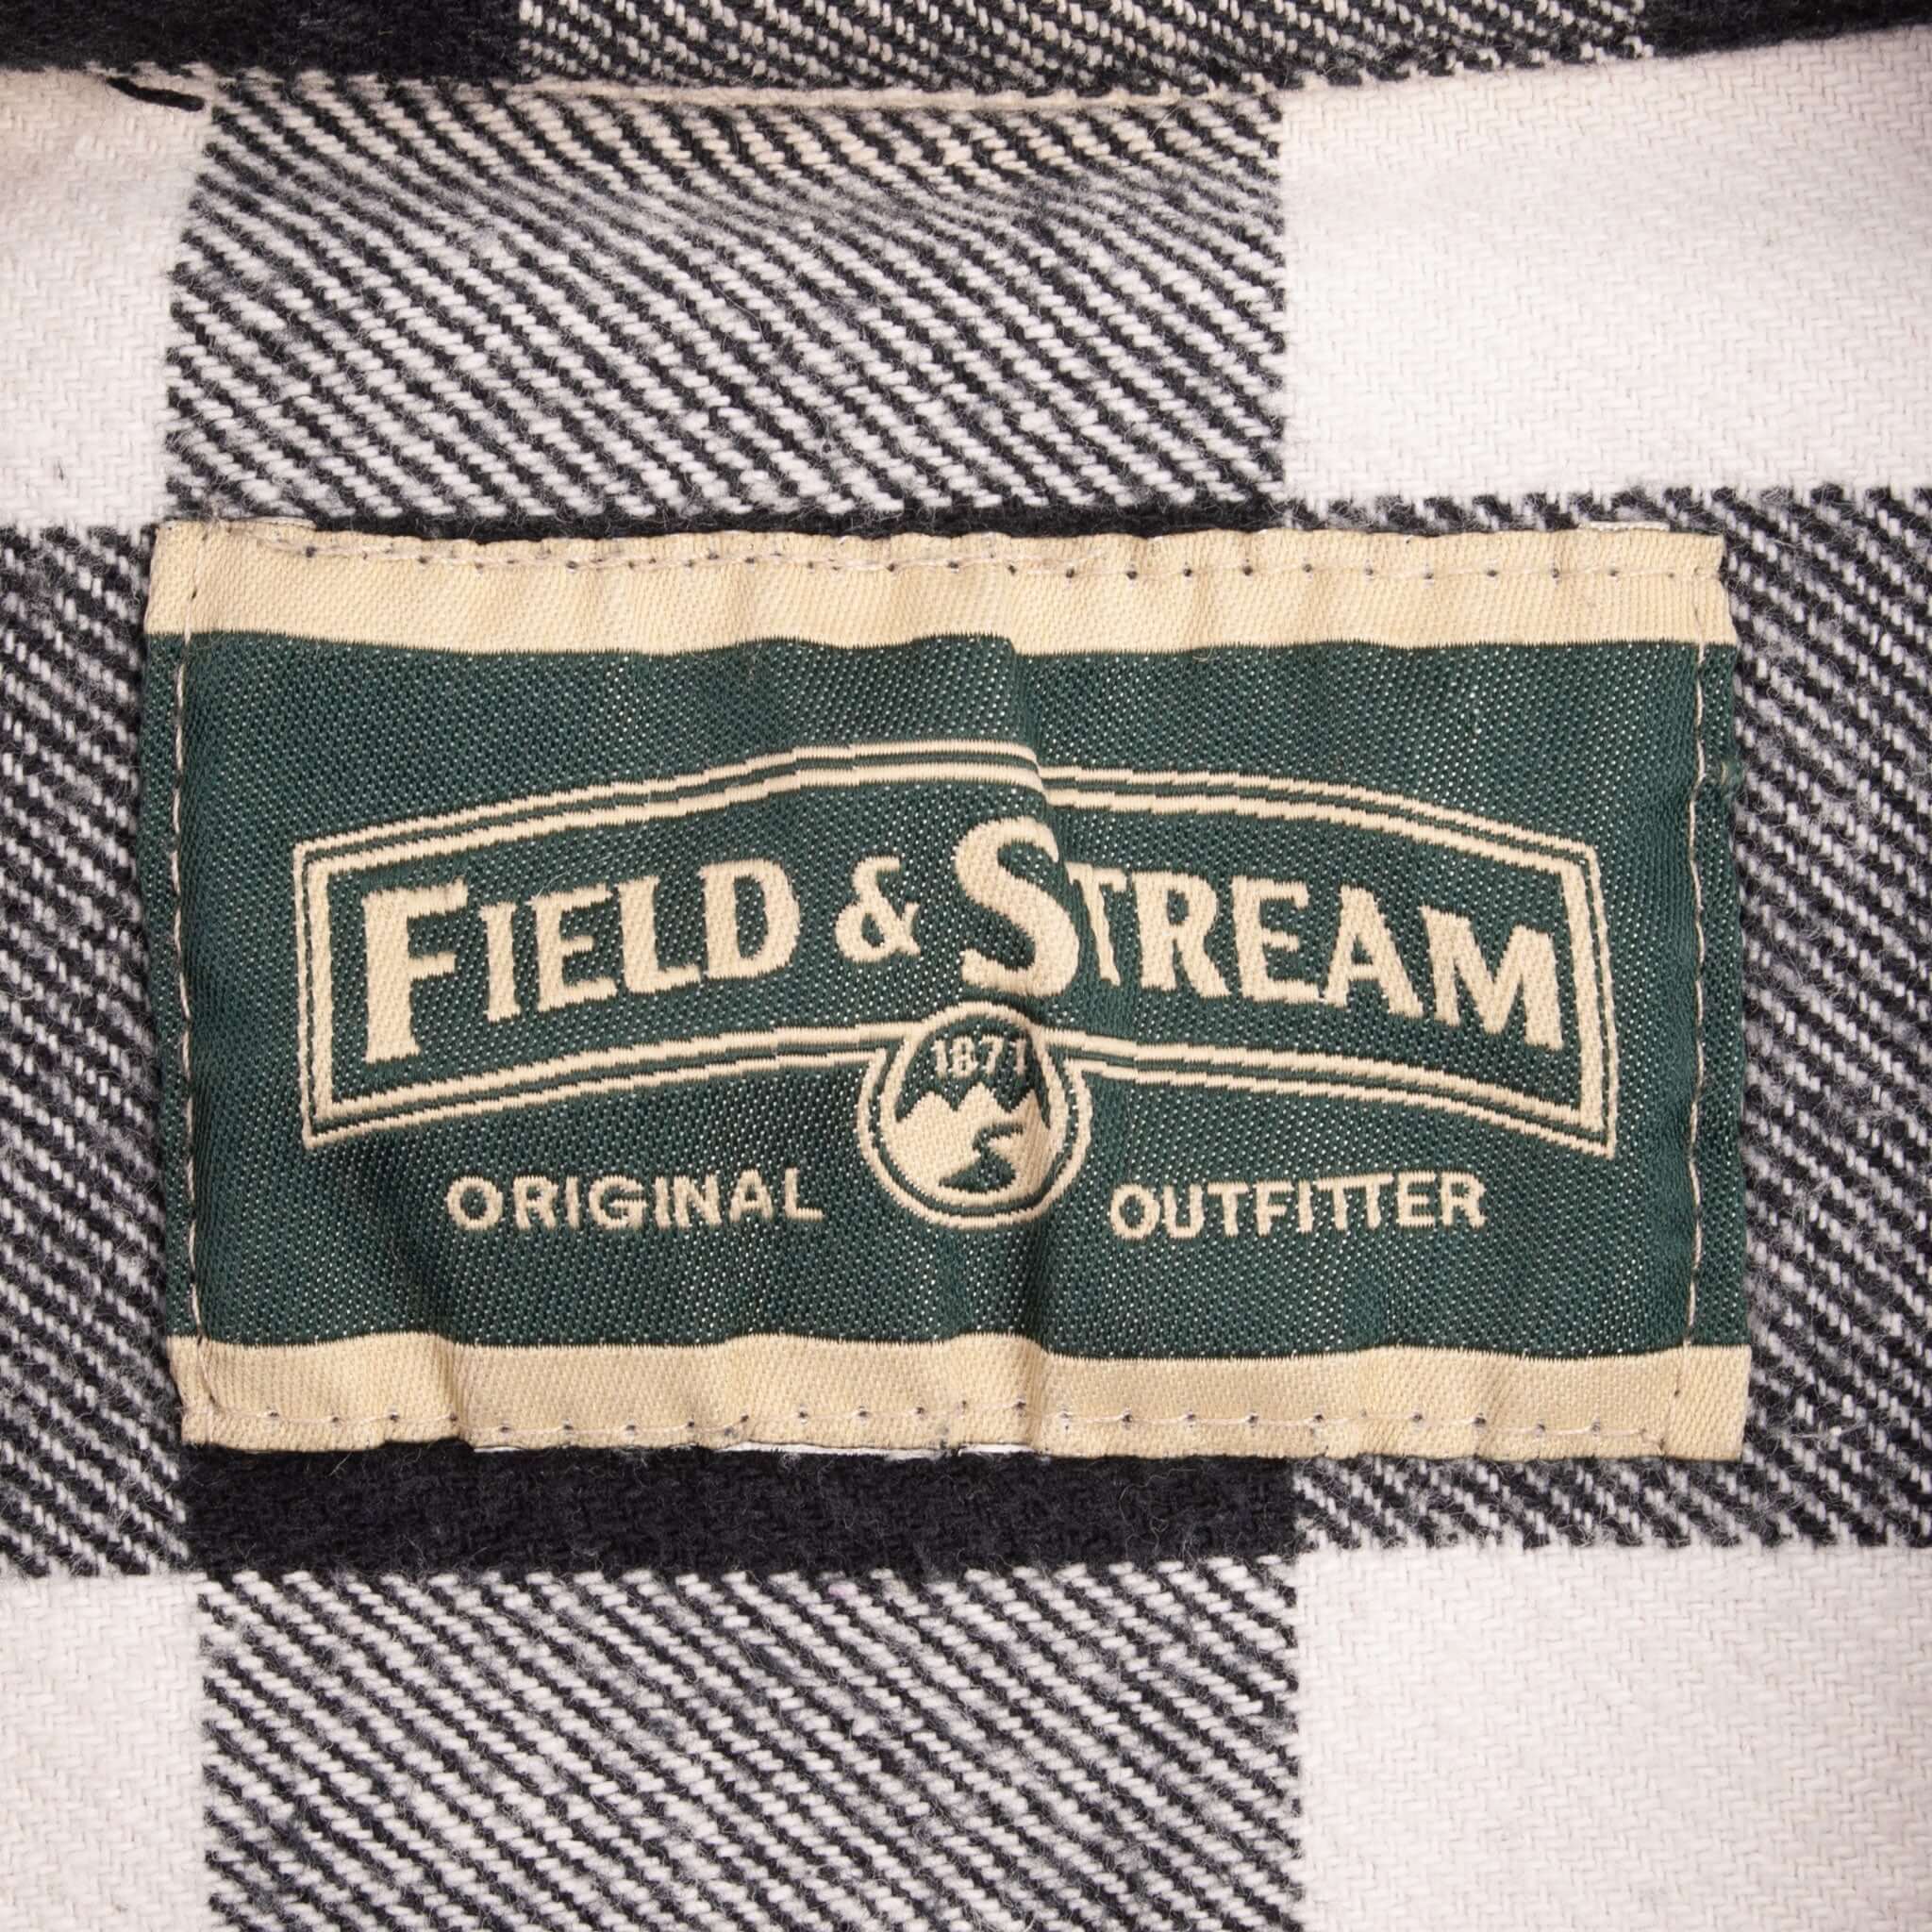 FIELD & STREAM
1871
ORIGINAL OUTFITTER